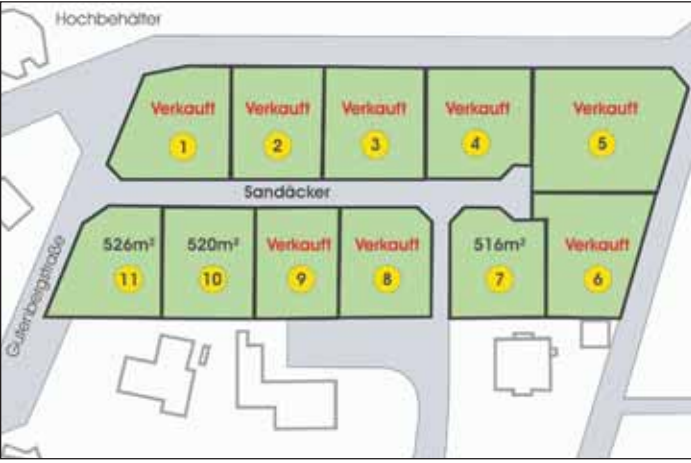 Hochbehälter
Verkauft
1
Verkauft
2
Verkauft
3
Verkauft
4
Verkauft
5
Sandäcker
526m²
11
520m²
10
Verkauft
9
Verkauft
8
516m²
7
Verkauft
6
Gutenbergstraße